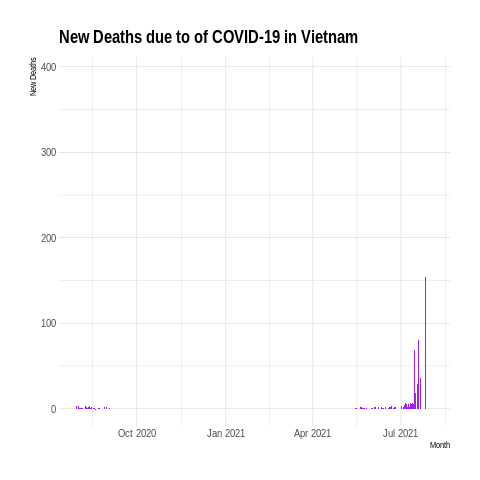 New Deaths due to of COVID-19 in Vietnam
New Deaths
400
300
200
100
0
Oct 2020 Jan 2021 Apr 2021 Jul 2021
Month